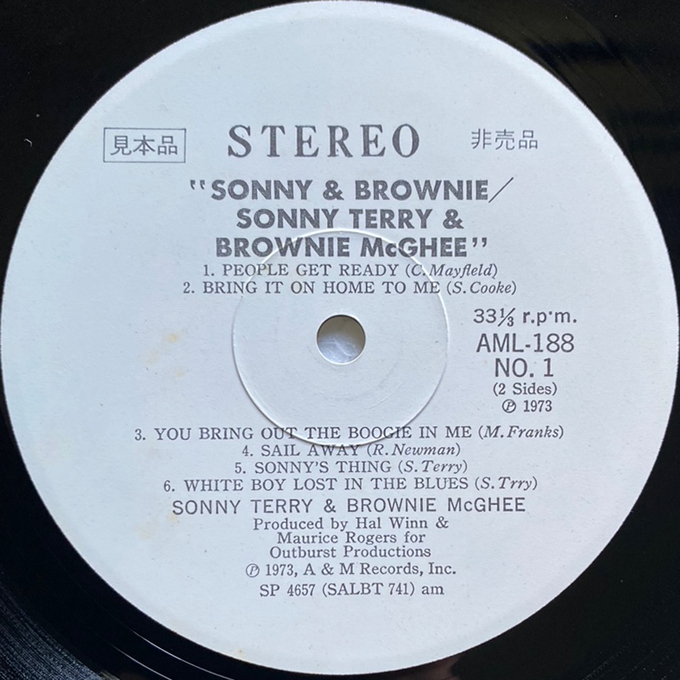 見本品 STEREO 非売品
"SONNY & BROWNIE/
SONNY TERRY &
BROWNIE McGHEE"
1. PEOPLE GET READY (C. Mayfield)
2. BRING IT ON HOME TO ME (S. Cooke)
33⅓ r.p.m.
AML-188
NO. 1
(2 Sides)
Ⓟ 1973
3. YOU BRING OUT THE BOOGIE IN ME (M. Franks)
4. SAIL AWAY (R. Newman)
5. SONNY'S THING (S. Terry)
6. WHITE BOY LOST IN THE BLUES (S. Trry)
SONNY TERRY & BROWNIE McGHEE
Produced by Hal Winn &
Maurice Rogers for
Outburst Productions
Ⓟ 1973, A & M Records, Inc.
SP 4657 (SALBT 741) am